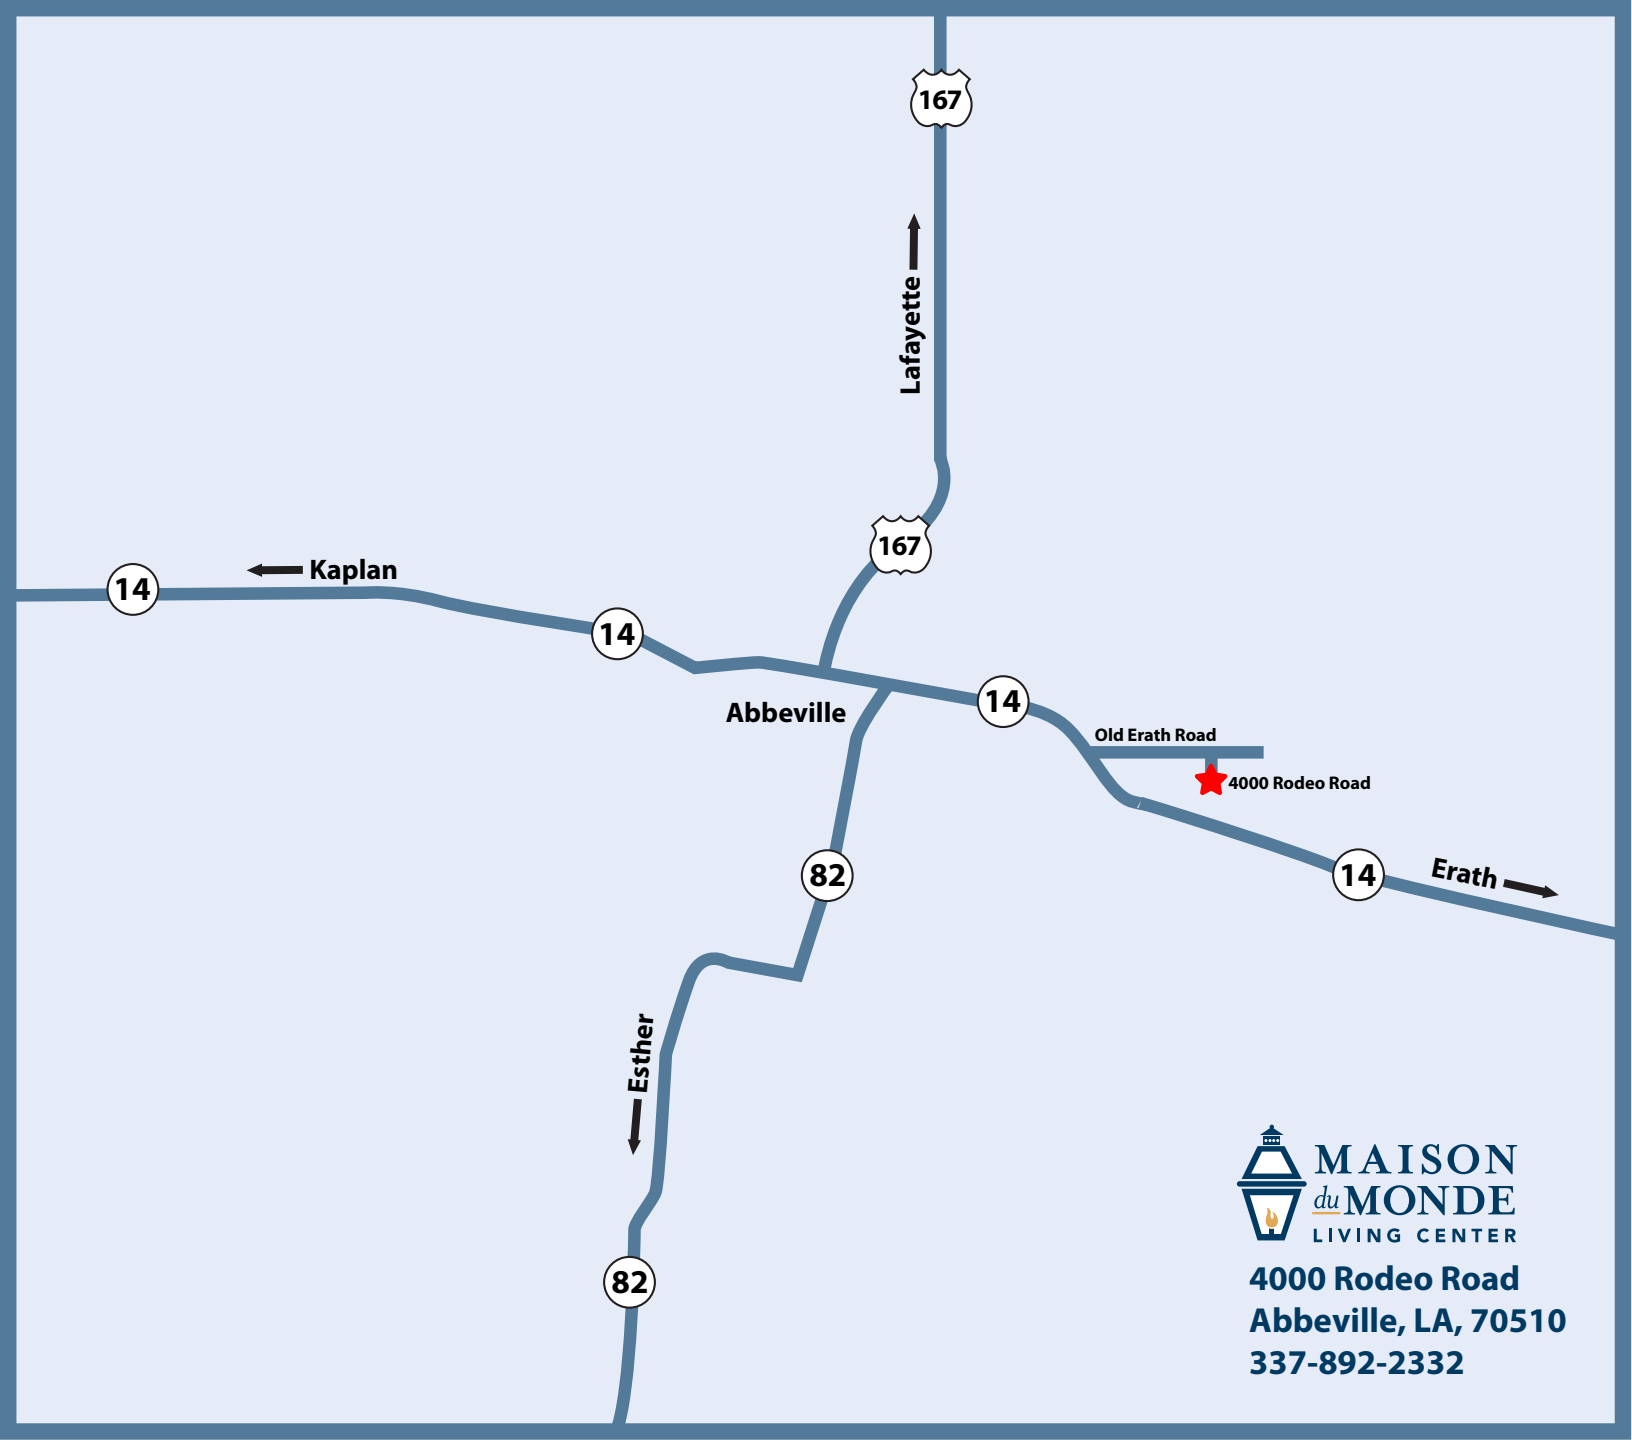 167
Lafayette
167
Kaplan
14
14
14
Abbeville
Old Erath Road
4000 Rodeo Road
82
14
Erath
Esther
82
MAISON
du MONDE
LIVING CENTER
4000 Rodeo Road
Abbeville, LA, 70510
337-892-2332